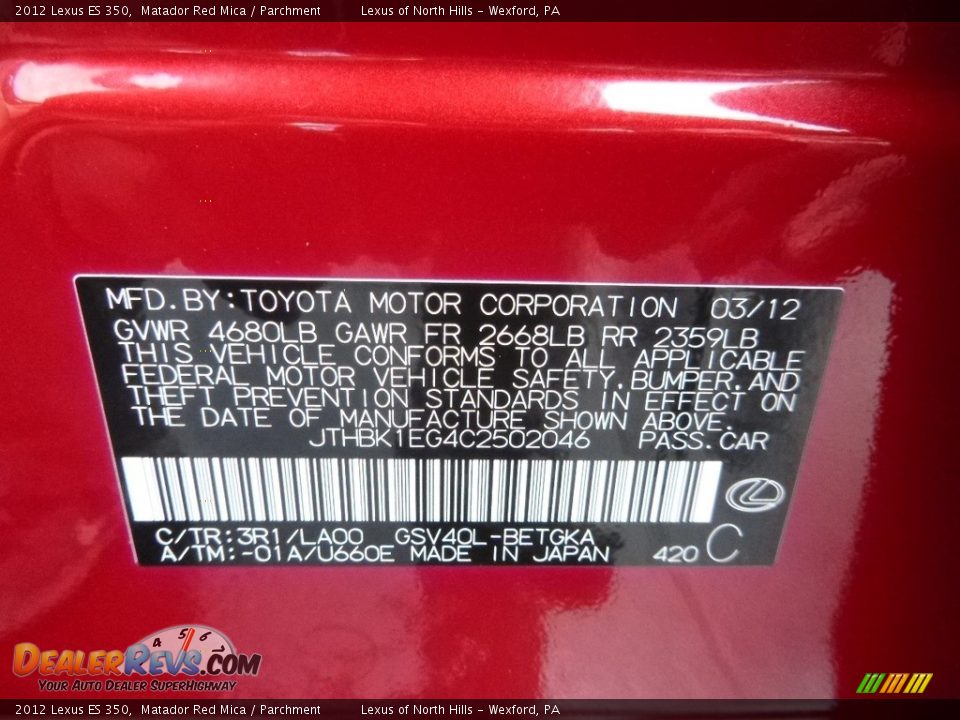 2012 Lexus ES 350,  Matador Red Mica / Parchment        Lexus of North Hills - Wexford, PA
MFD.BY:TOYOTA MOTOR CORPORATION 03/12
GVWR 4680LB GAWR FR 2668LB RR 2359LB
THIS VEHICLE CONFORMS TO ALL APPLICABLE
FEDERAL MOTOR VEHICLE SAFETY.BUMPER.AND
THEFT PREVENTION STANDARDS IN EFFECT ON
THE DATE OF MANUFACTURE SHOWN ABOVE.
JTHBK1EG4C2502046 PASS.CAR
C/TR:3R1/LA00 GSV40L-BETGKA
A/TM:-01A/U660E MADE IN JAPAN 420 C
4 5 6
DEALERREVS.COM
YOUR AUTO DEALER SUPERHIGHWAY
2012 Lexus ES 350,  Matador Red Mica / Parchment        Lexus of North Hills - Wexford, PA